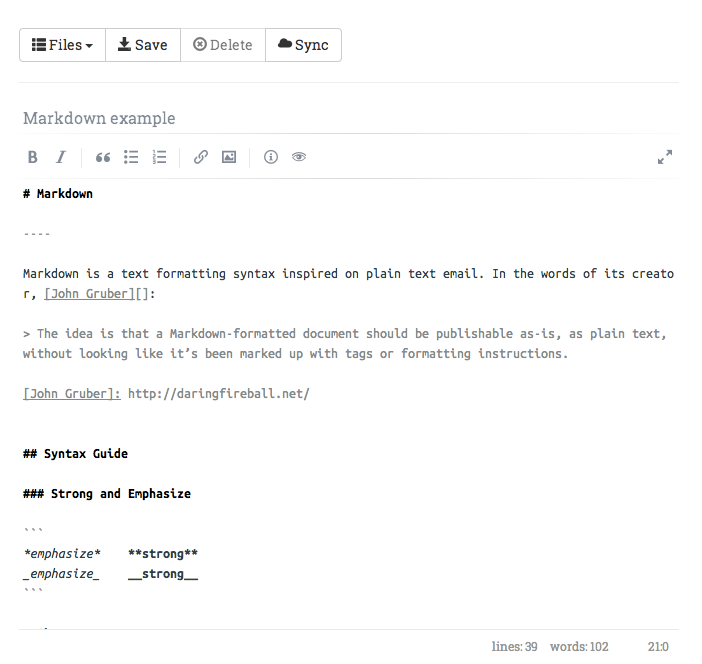 Files Save Delete Sync
Markdown example
B I
# Markdown
----
Markdown is a text formatting syntax inspired on plain text email. In the words of its creato
r, [John Gruber][]:
> The idea is that a Markdown-formatted document should be publishable as-is, as plain text,
without looking like it’s been marked up with tags or formatting instructions.
[John Gruber]: http://daringfireball.net/
## Syntax Guide
### Strong and Emphasize
```
*emphasize*    **strong**
_emphasize_    __strong__
```
lines: 39 words: 102 21:0